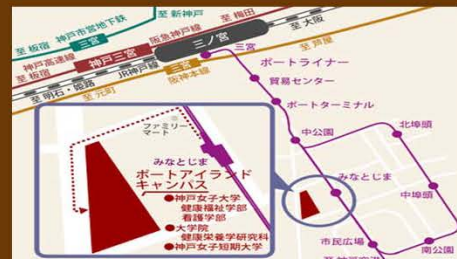 至 新神戸
至 板宿
神戸市営地下鉄
三宮
阪急神戸線
至 梅田
至 大阪
神戸高速線
至 板宿
神戸三宮
三ノ宮
至 芦屋
JR神戸線
三宮
阪神本線
至 明石・姫路
至 元町
三宮
ポートライナー
貿易センター
ポートターミナル
中公園
北埠頭
みなとじま
中埠頭
市民広場
南公園
ファミリー
マート
みなとじま
ポートアイランド
キャンパス
●神戸女子大学
健康福祉学部
看護学部
●大学院
健康栄養学研究科
●神戸女子短期大学